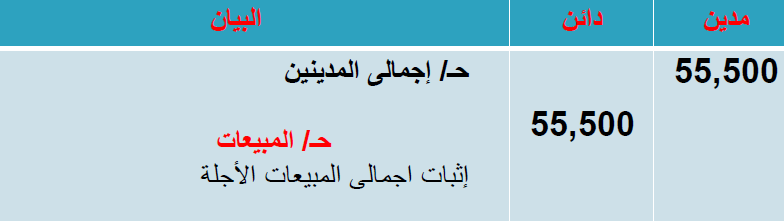 مدين دائن البيان
55,500 حـ/ إجمالى المدينين
55,500
حـ/ المبيعات
إثبات اجمالى المبيعات الأجلة